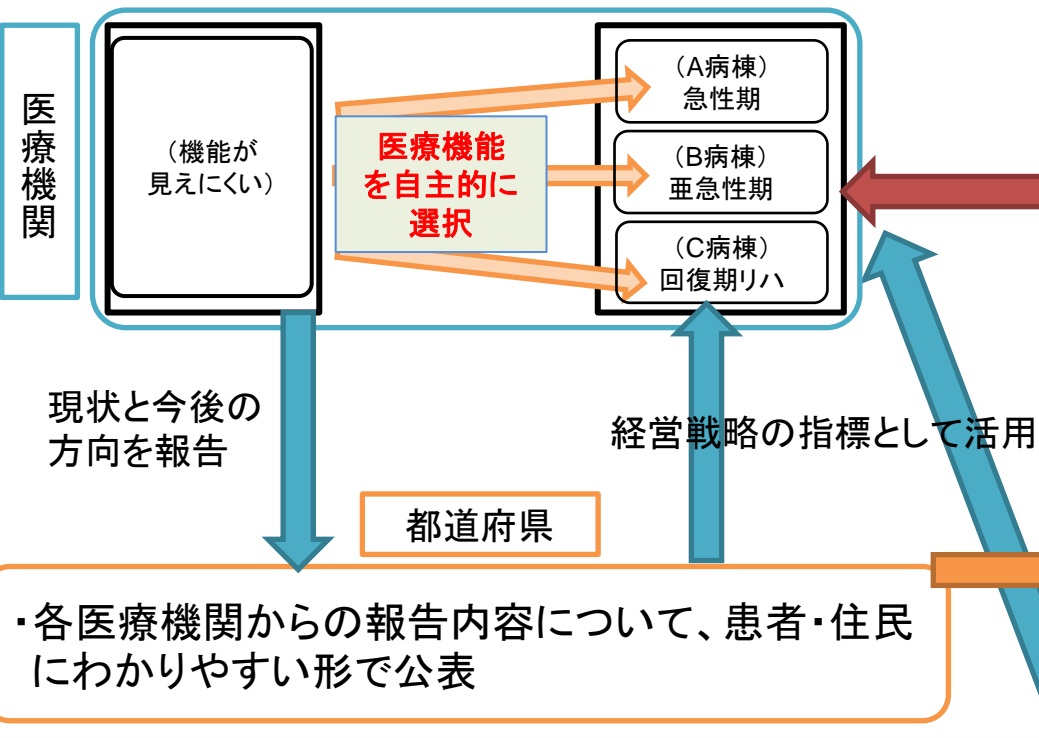 医療機関
（機能が
見えにくい）
医療機能
を自主的に
選択
（A病棟）
急性期
（B病棟）
亜急性期
（C病棟）
回復期リハ
現状と今後の
方向を報告
経営戦略の指標として活用
都道府県
・各医療機関からの報告内容について、患者・住民
にわかりやすい形で公表